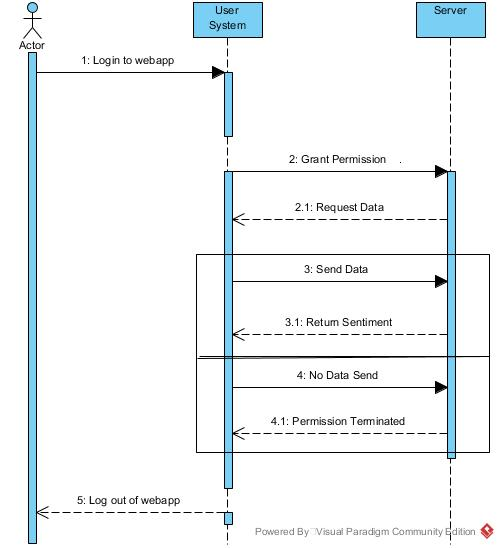 User
System
Server
Actor
1: Login to webapp
2: Grant Permission .
2.1: Request Data
3: Send Data
3.1: Return Sentiment
4: No Data Send
4.1: Permission Terminated
5: Log out of webapp
Powered By Visual Paradigm Community Edition